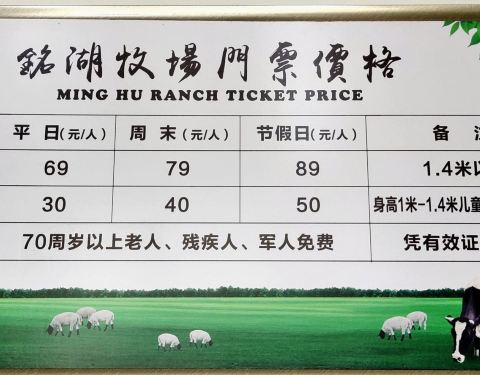 銘湖牧場門票價格
MING HU RANCH TICKET PRICE
平日(元/人) 周末(元/人) 节假日(元/人) 备
69 79 89 1.4米以
30 40 50 身高1米-1.4米儿童
70周岁以上老人、残疾人、军人免费 凭有效证